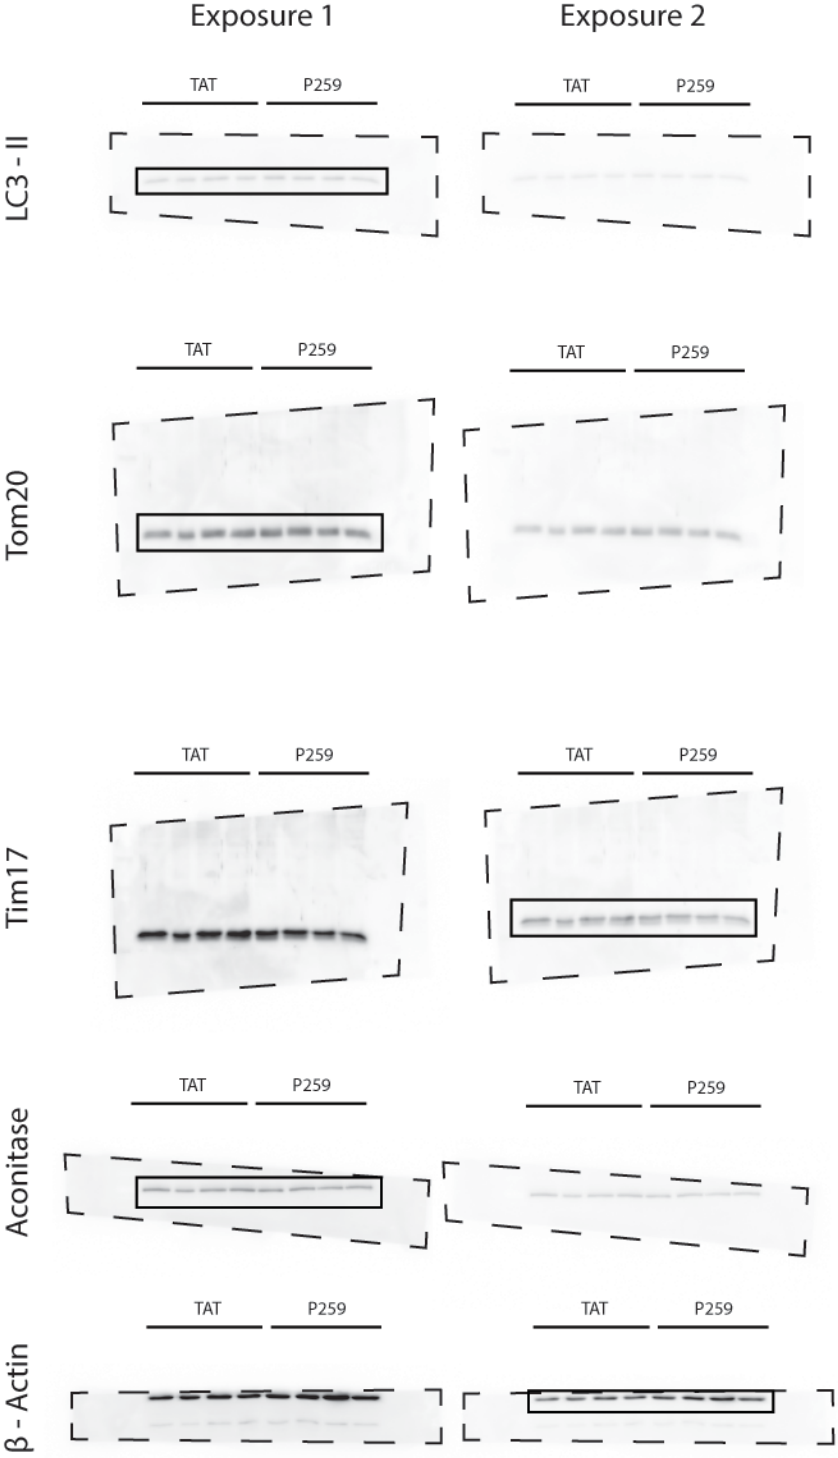 Exposure 1 Exposure 2
TAT P259 TAT P259
LC3 - II
TAT P259 TAT P259
Tom20
TAT P259 TAT P259
Tim17
TAT P259 TAT P259
Aconitase
TAT P259 TAT P259
β - Actin